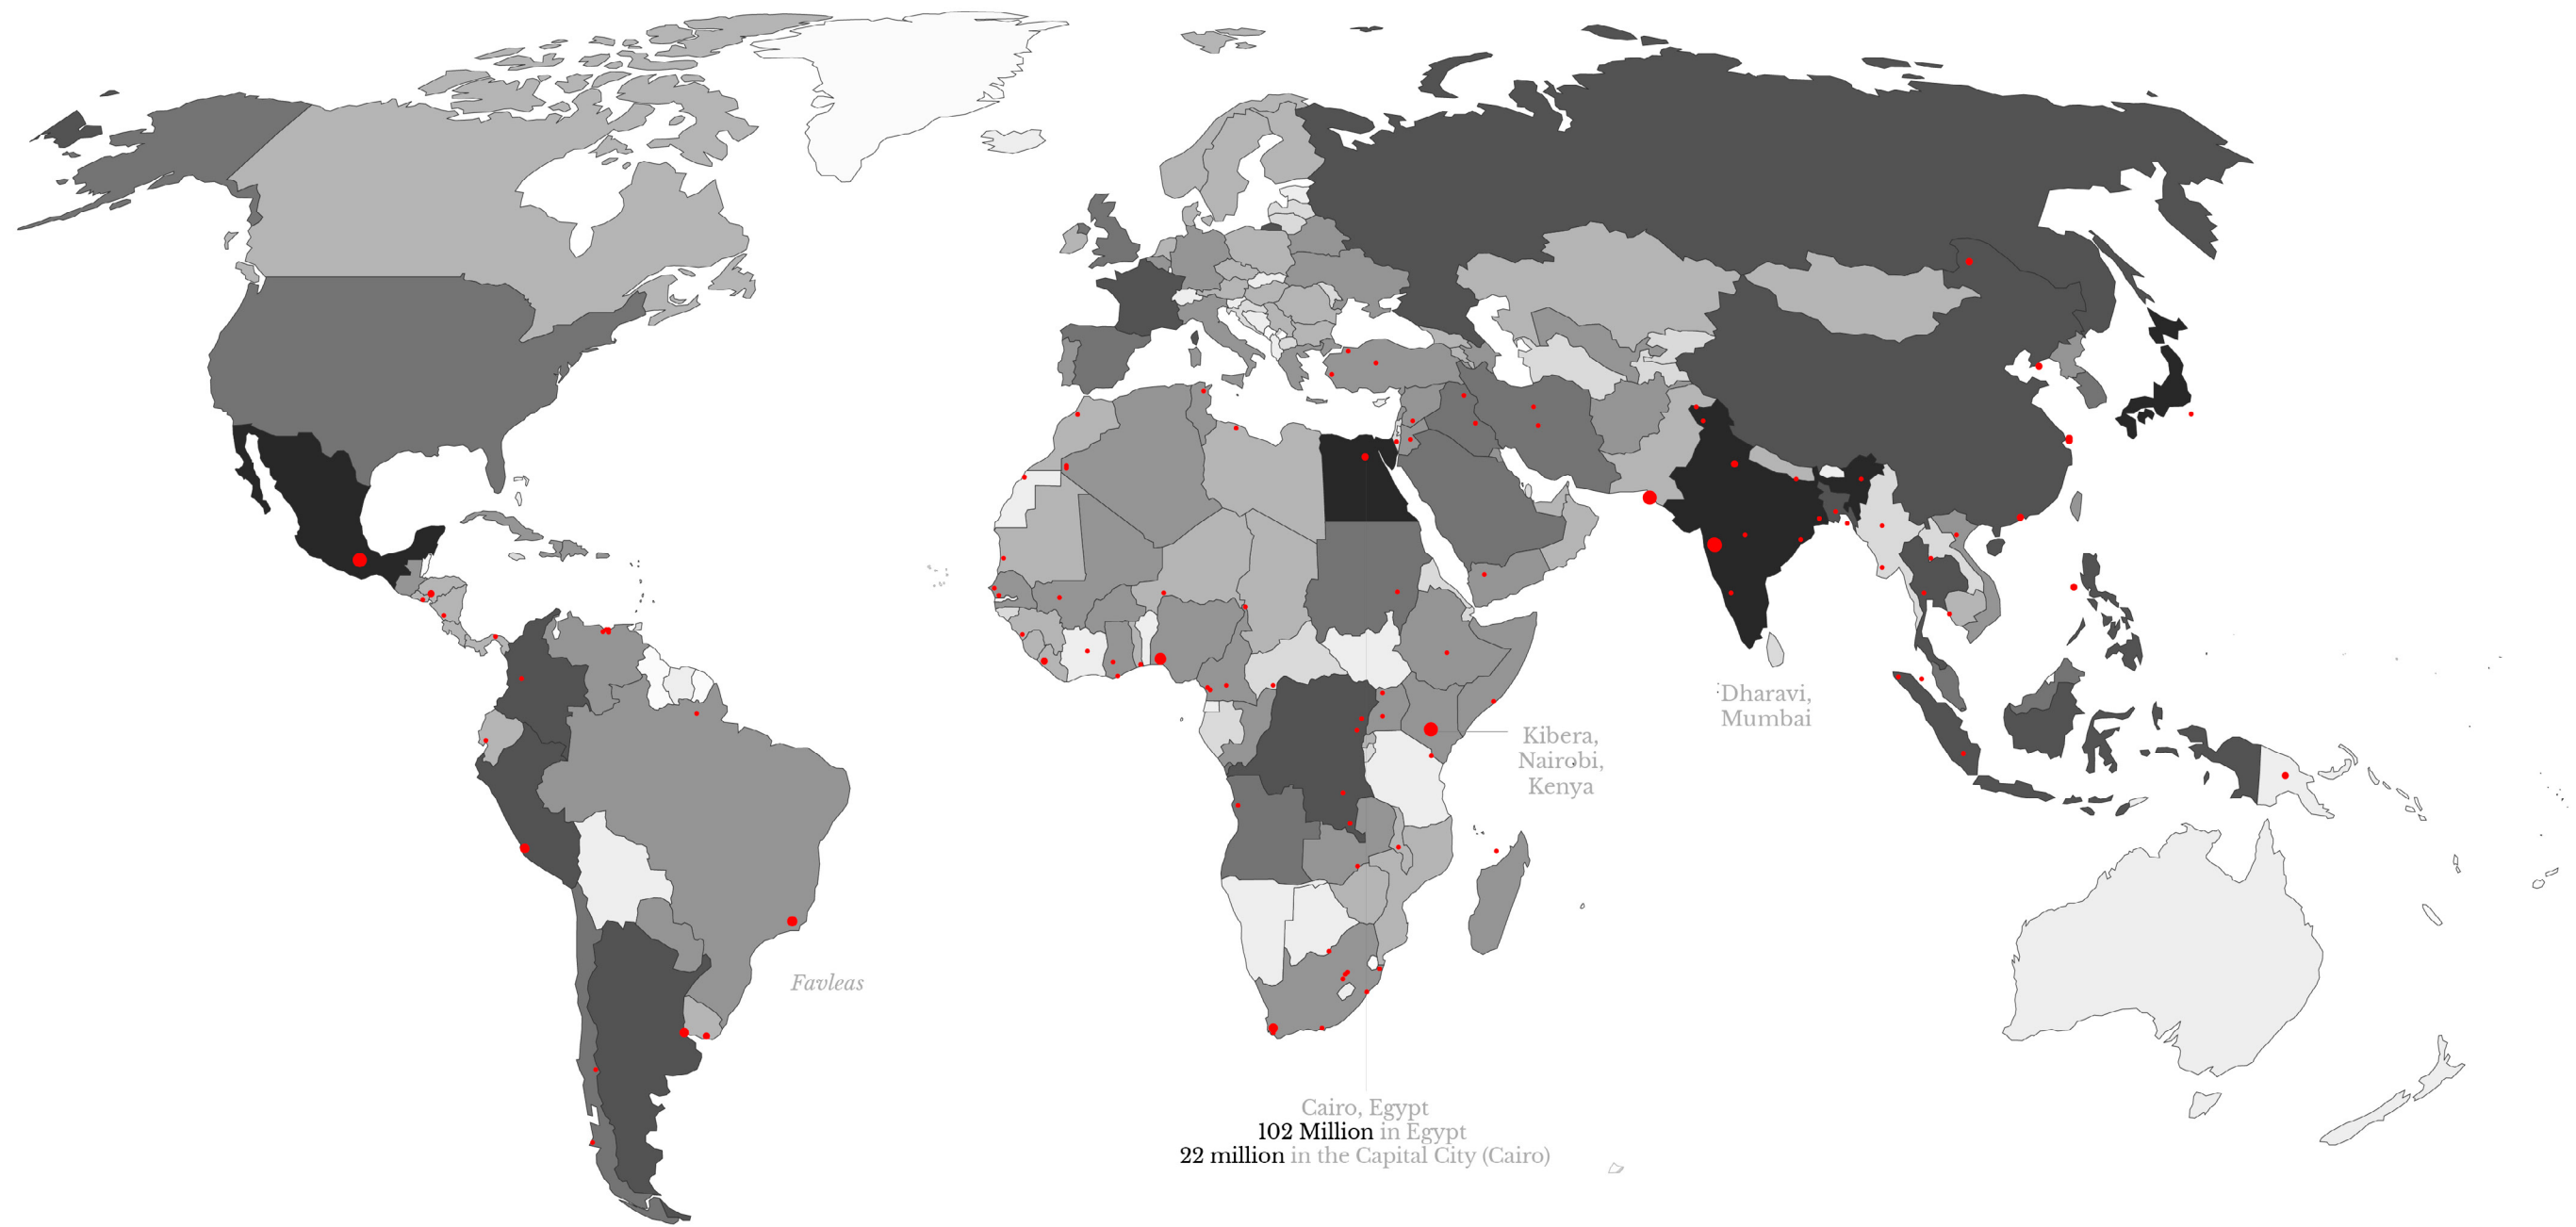 Dharavi,
Mumbai
Kibera,
Nairobi,
Kenya
Favleas
Cairo, Egypt
102 Million in Egypt
22 million in the Capital City (Cairo)